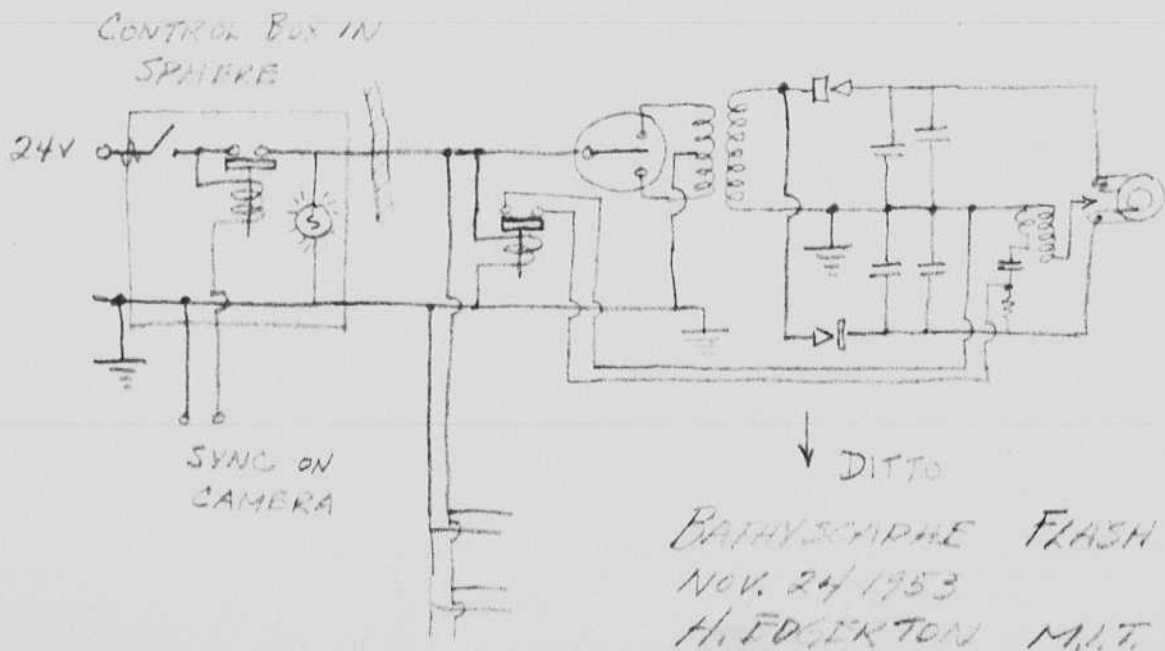 CONTROL BOX IN
SPHERE
24V
S
SYNC ON
CAMERA
DITTO
BATHYSCAPHE FLASH
NOV. 24 1953
H. EDGERTON M.I.T.